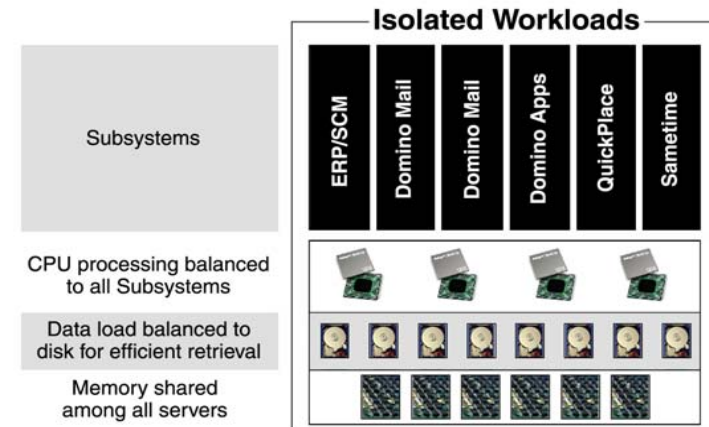 Isolated Workloads
Subsystems
ERP/SCM
Domino Mail
Domino Mail
Domino Apps
QuickPlace
Sametime
CPU processing balanced
to all Subsystems
Data load balanced to
disk for efficient retrieval
Memory shared
among all servers